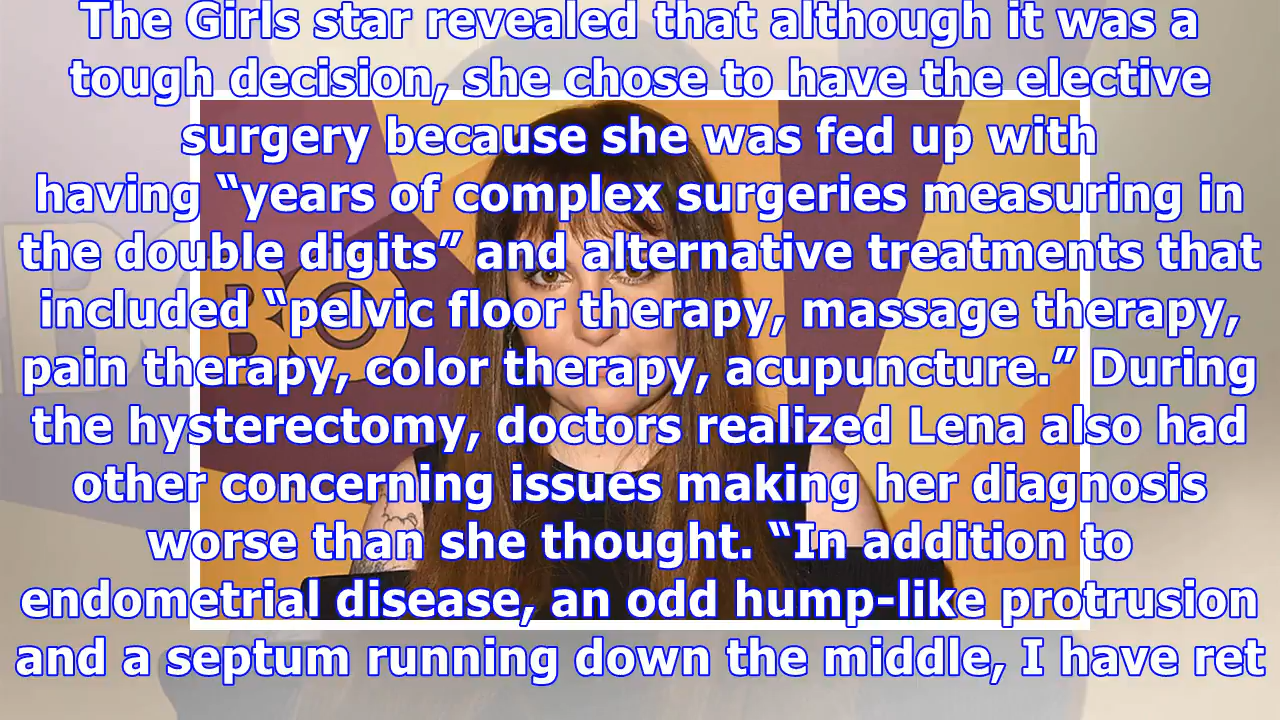 The Girls star revealed that although it was a
tough decision, she chose to have the elective
surgery because she was fed up with
having “years of complex surgeries measuring in
the double digits” and alternative treatments that
included “pelvic floor therapy, massage therapy,
pain therapy, color therapy, acupuncture.” During
the hysterectomy, doctors realized Lena also had
other concerning issues making her diagnosis
worse than she thought. “In addition to
endometrial disease, an odd hump-like protrusion
and a septum running down the middle, I have ret
BO